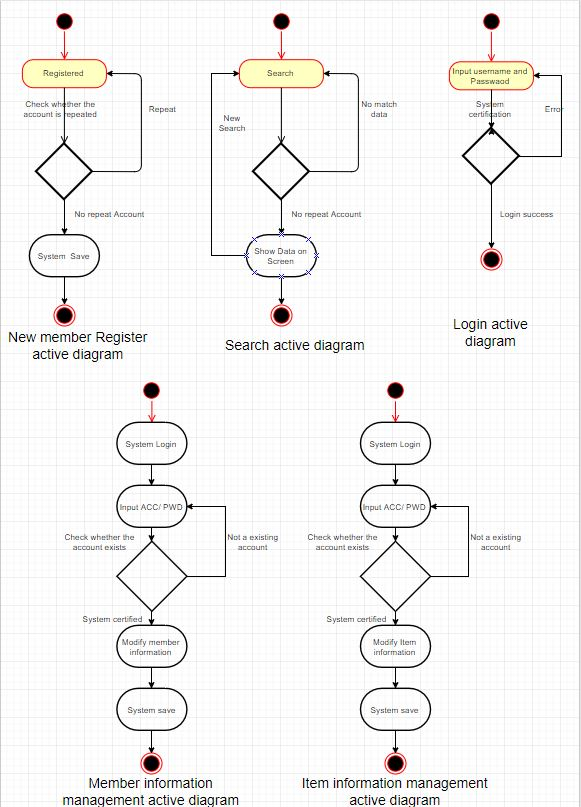 Registered
Check whether the
account is repeated
Repeat
No repeat Account
System  Save
New member Register
active diagram
Search
New
Search
No match
data
No repeat Account
Show Data on
Screen
Search active diagram
Input username and
Passwaod
System
certification
Error
Login success
Login active
diagram
System Login
Input ACC/ PWD
Check whether the
account exists
Not a existing
account
System certified
Modify member
information
System save
Member information
management active diagram
System Login
Input ACC/ PWD
Check whether the
account exists
Not a existing
account
System certified
Modify Item
information
System save
Item information management
active diagram